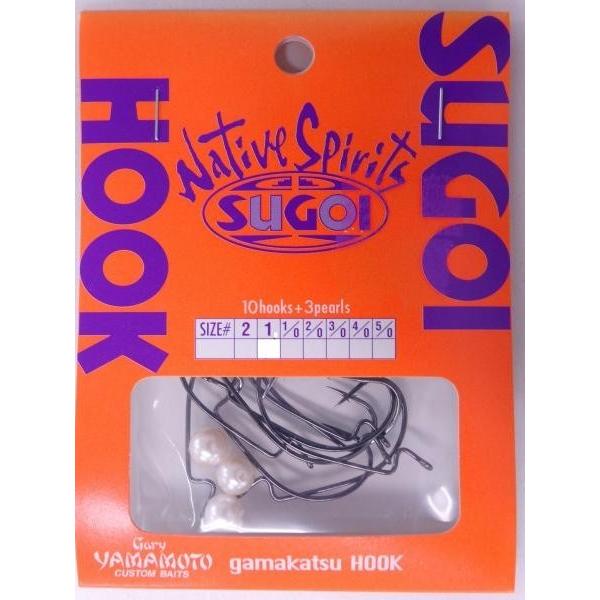 HOOK
SUGOI
Native Spirits
SUGOI
10hooks+3pearls
SIZE# 2 1 1/0 2/0 3/0 4/0 5/0
Gary
YAMAMOTO
CUSTOM BAITS
gamakatsu HOOK